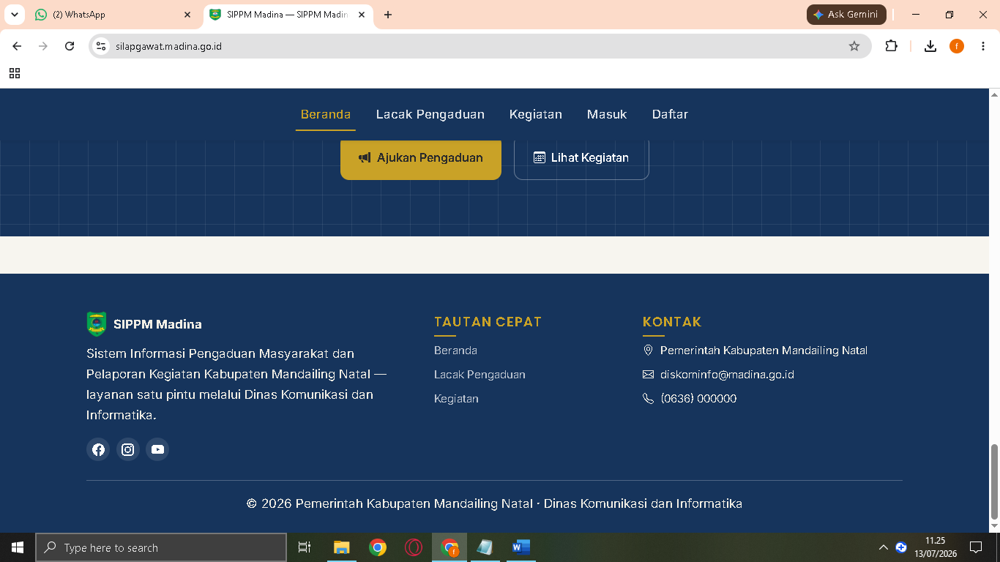 (2) WhatsApp
SIPPM Madina — SIPPM Madin
Ask Gemini
silapgawat.madina.go.id
f
Beranda
Lacak Pengaduan
Kegiatan
Masuk
Daftar
Ajukan Pengaduan
Lihat Kegiatan
SIPPM Madina
Sistem Informasi Pengaduan Masyarakat dan
Pelaporan Kegiatan Kabupaten Mandailing Natal —
layanan satu pintu melalui Dinas Komunikasi dan
Informatika.
TAUTAN CEPAT
Beranda
Lacak Pengaduan
Kegiatan
KONTAK
Pemerintah Kabupaten Mandailing Natal
diskominfo@madina.go.id
(0636) 000000
© 2026 Pemerintah Kabupaten Mandailing Natal · Dinas Komunikasi dan Informatika
Type here to search
11.25
13/07/2026